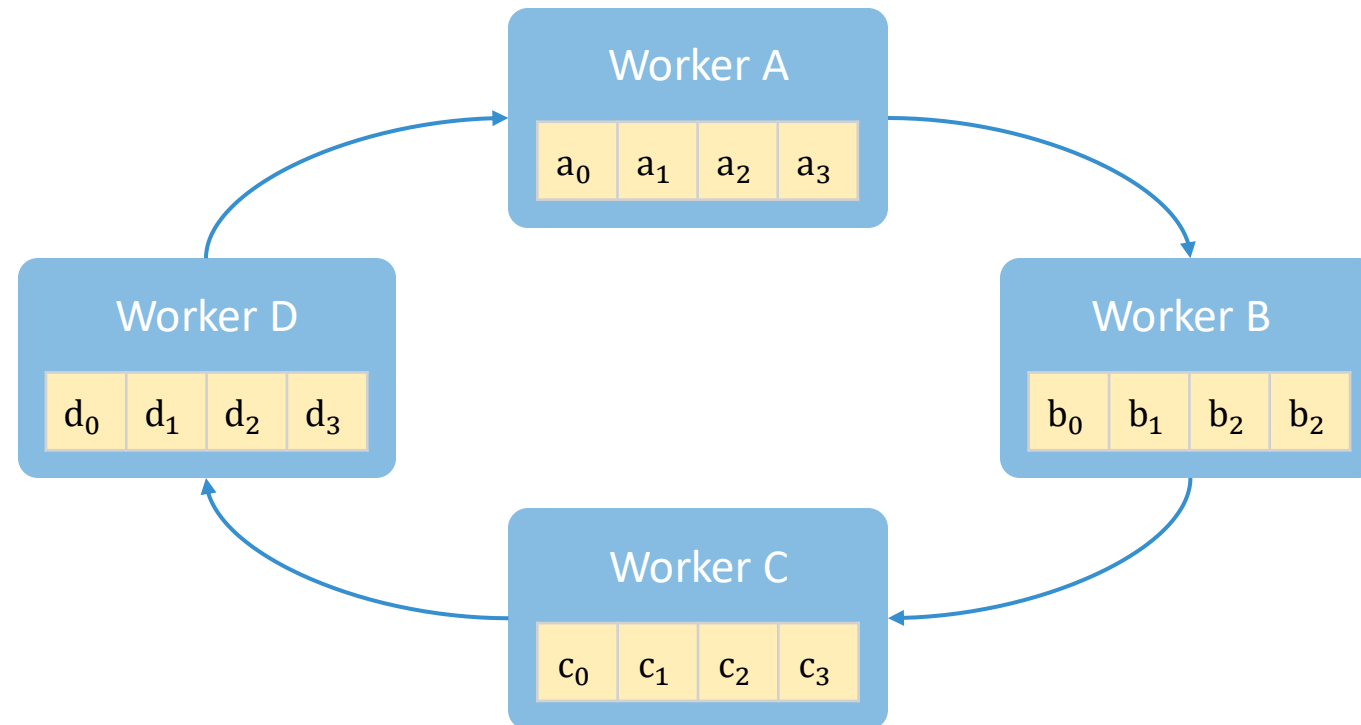 Worker A
a₀ a₁ a₂ a₃
Worker D
d₀ d₁ d₂ d₃
Worker B
b₀ b₁ b₂ b₂
Worker C
c₀ c₁ c₂ c₃